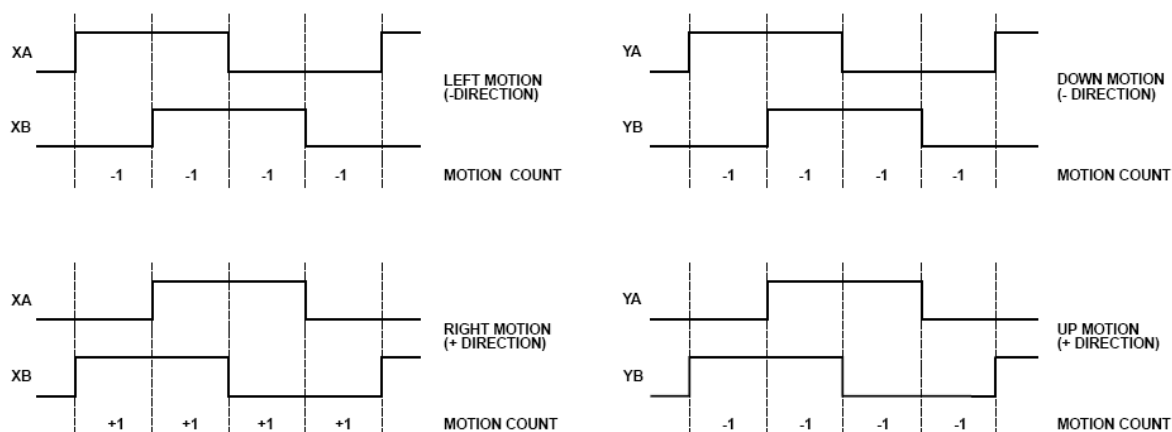 XA
LEFT MOTION
(-DIRECTION)
XB
-1 -1 -1 -1 MOTION COUNT
YA
DOWN MOTION
(- DIRECTION)
YB
-1 -1 -1 -1 MOTION COUNT
XA
RIGHT MOTION
(+ DIRECTION)
XB
+1 +1 +1 +1 MOTION COUNT
YA
UP MOTION
(+ DIRECTION)
YB
-1 -1 -1 -1 MOTION COUNT